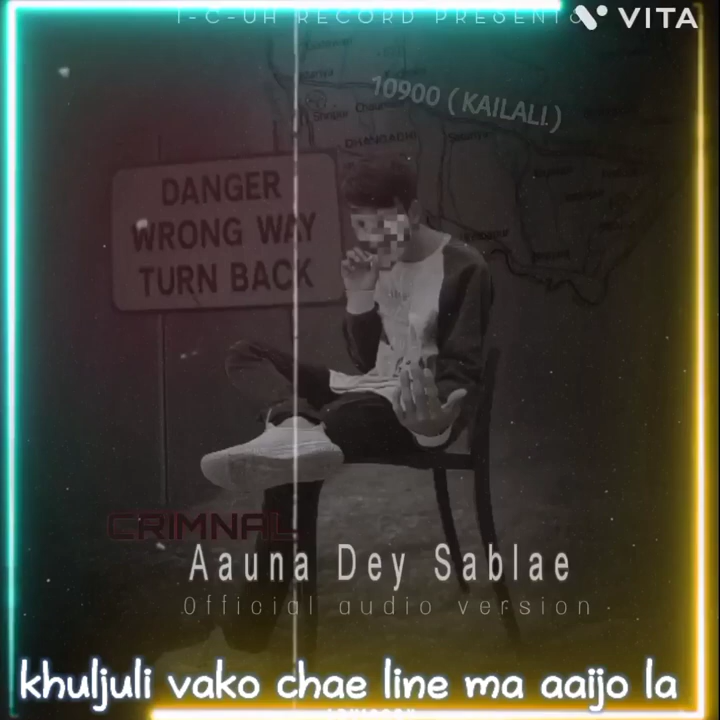 I-C-UH RECORD PRESENTS
VITA
10900 ( KAILALI )
DHANGADHI
DANGER
WRONG WAY
TURN BACK
CRIMNAL
Aauna Dey Sablae
Official audio version
khuljuli vako chae line ma aaijo la